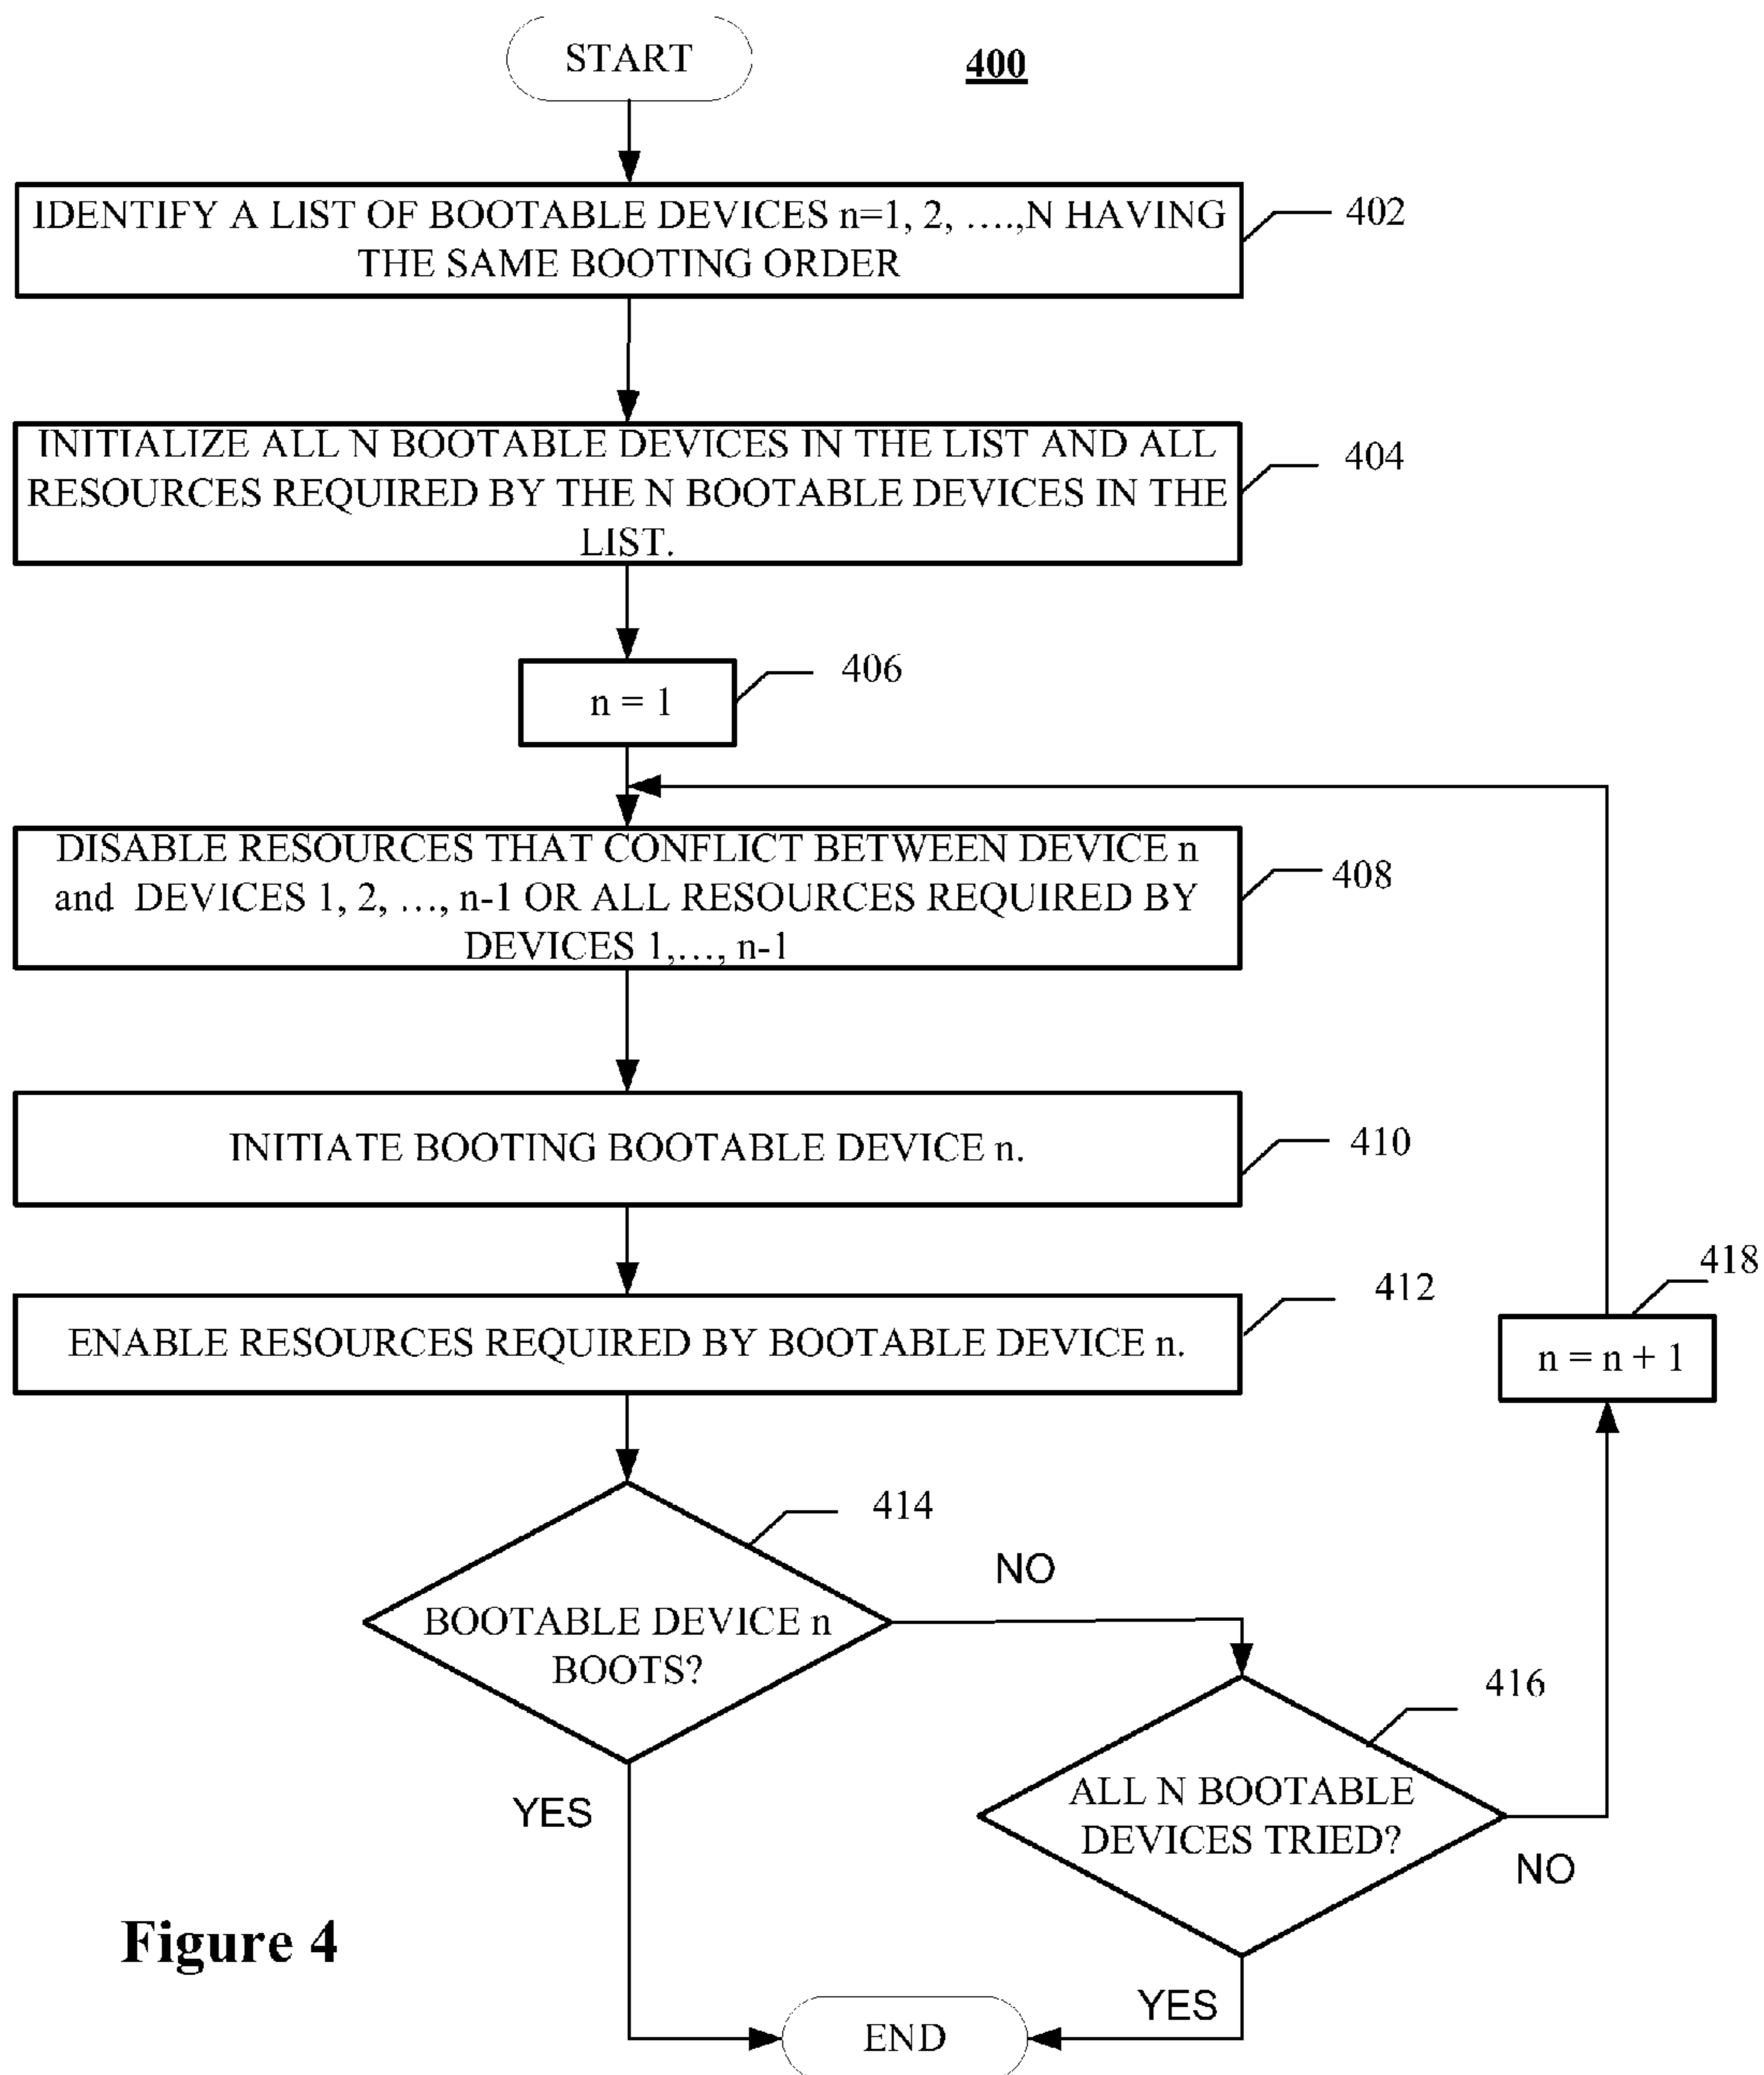 START
400
IDENTIFY A LIST OF BOOTABLE DEVICES n=1, 2, ….,N HAVING
THE SAME BOOTING ORDER
402
INITIALIZE ALL N BOOTABLE DEVICES IN THE LIST AND ALL
RESOURCES REQUIRED BY THE N BOOTABLE DEVICES IN THE
LIST.
404
n = 1
406
DISABLE RESOURCES THAT CONFLICT BETWEEN DEVICE n
and DEVICES 1, 2, …, n-1 OR ALL RESOURCES REQUIRED BY
DEVICES 1,…, n-1
408
INITIATE BOOTING BOOTABLE DEVICE n.
410
ENABLE RESOURCES REQUIRED BY BOOTABLE DEVICE n.
412
418
n = n + 1
414
NO
BOOTABLE DEVICE n
BOOTS?
416
ALL N BOOTABLE
DEVICES TRIED?
YES
NO
Figure 4
YES
END